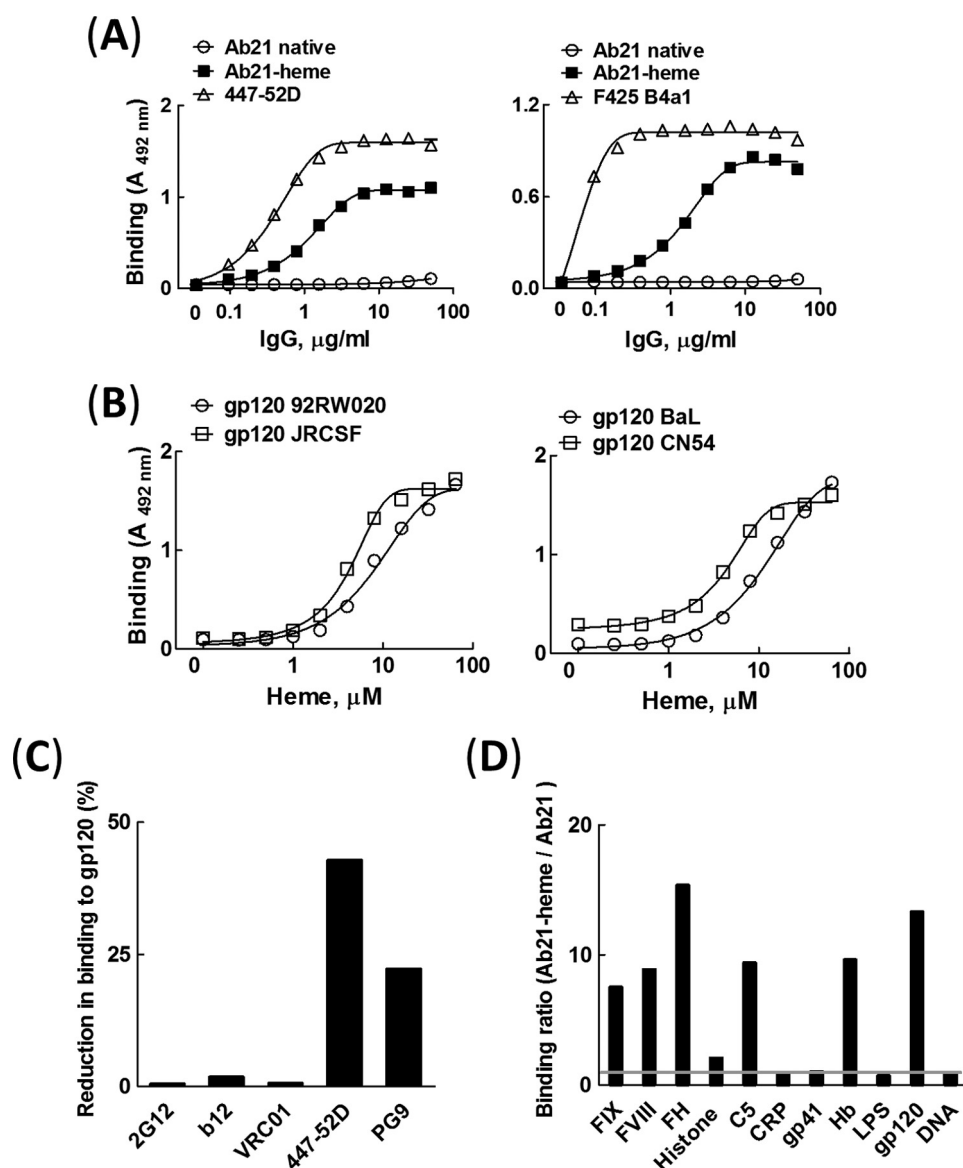 (A)
Ab21 native
Ab21-heme
447-52D
Binding (A 492 nm)
2
1
0
0 0.1 1 10 100
IgG, μg/ml
Ab21 native
Ab21-heme
F425 B4a1
1.2
0.6
0.0
0 0.1 1 10 100
IgG, μg/ml
(B)
gp120 92RW020
gp120 JRCSF
Binding (A 492 nm)
2
1
0
0 1 10 100
Heme, μM
gp120 BaL
gp120 CN54
2
1
0
0 1 10 100
Heme, μM
(C)
Reduction in binding to gp120 (%)
50
25
0
2G12 b12 VRC01 447-52D PG9
(D)
Binding ratio (Ab21-heme / Ab21 )
20
10
0
FIX FVIII FH Histone C5 CRP gp41 Hb LPS gp120 DNA